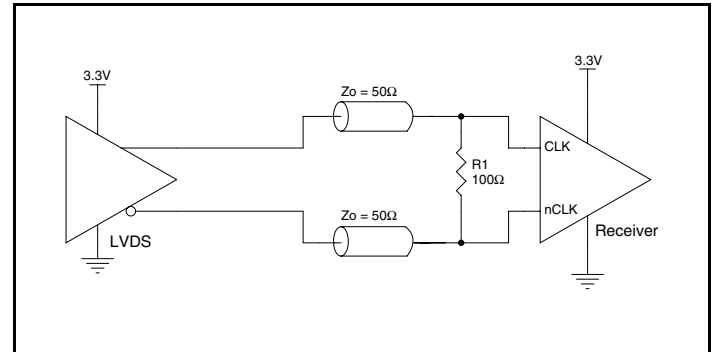 3.3V
3.3V
Zo = 50Ω
CLK
R1
100Ω
Zo = 50Ω
nCLK
LVDS
Receiver